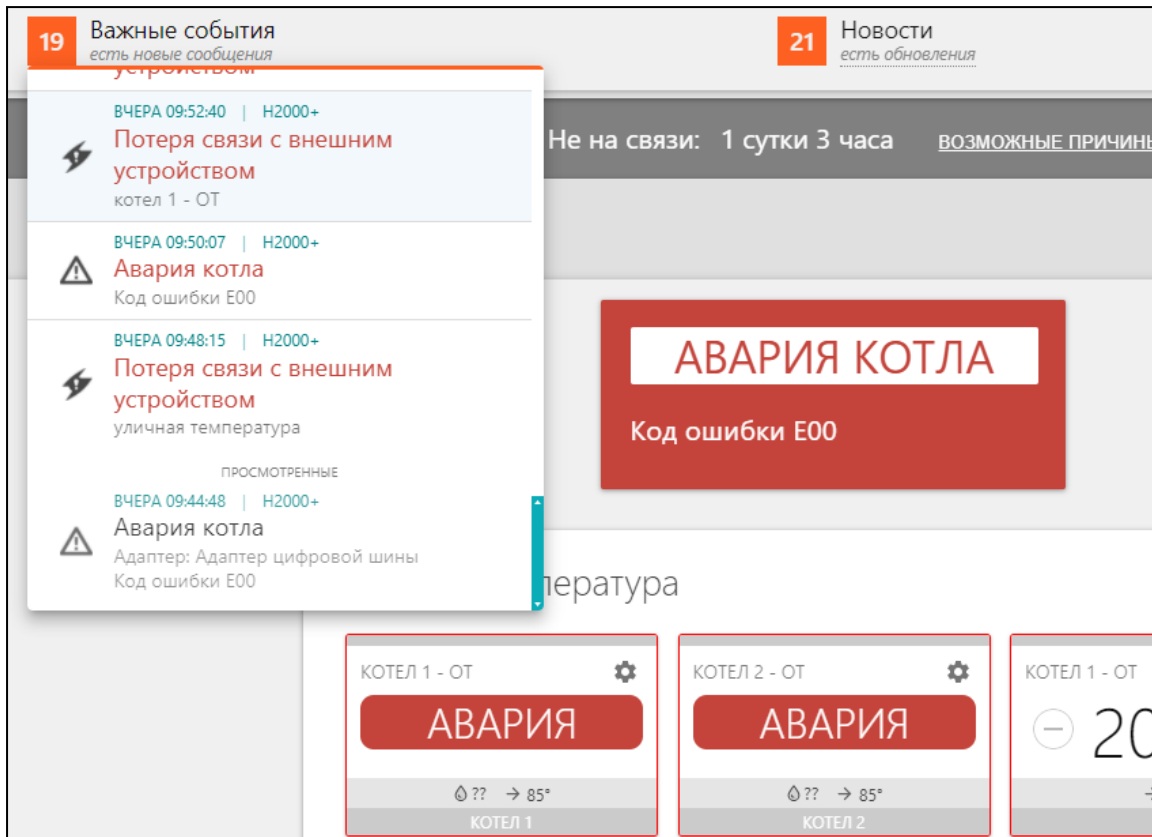 19 Важные события
есть новые сообщения
21 Новости
есть обновления
устройством
ВЧЕРА 09:52:40 | H2000+
Потеря связи с внешним
устройством
котел 1 - ОТ
Не на связи: 1 сутки 3 часа ВОЗМОЖНЫЕ ПРИЧИНЫ
ВЧЕРА 09:50:07 | H2000+
Авария котла
Код ошибки E00
ВЧЕРА 09:48:15 | H2000+
Потеря связи с внешним
устройством
уличная температура
ПРОСМОТРЕННЫЕ
ВЧЕРА 09:44:48 | H2000+
Авария котла
Адаптер: Адаптер цифровой шины
Код ошибки E00
АВАРИЯ КОТЛА
Код ошибки E00
пература
КОТЕЛ 1 - ОТ
АВАРИЯ
?? → 85°
КОТЕЛ 1
КОТЕЛ 2 - ОТ
АВАРИЯ
?? → 85°
КОТЕЛ 2
КОТЕЛ 1 - ОТ
20